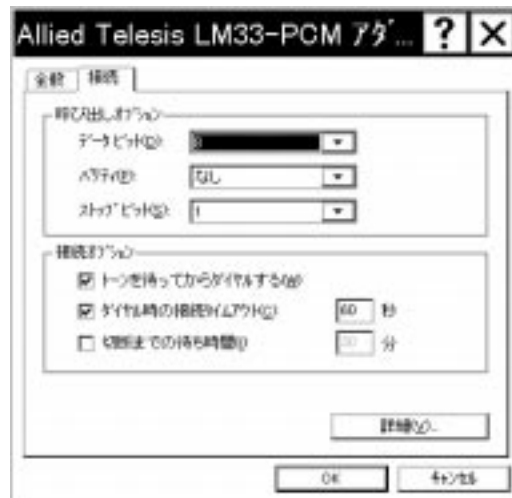 Allied Telesis LM33-PCM アダ... ? ×
全般 接続
呼び出しオプション
データ ビット(D): 8
パリティ(P): なし
ストップ ビット(S): 1
接続オプション
トーンを待ってからダイヤルする(W)
ダイヤル時の接続タイムアウト(C) 60 秒
切断までの待ち時間(I) 30 分
詳細(V)...
OK キャンセル